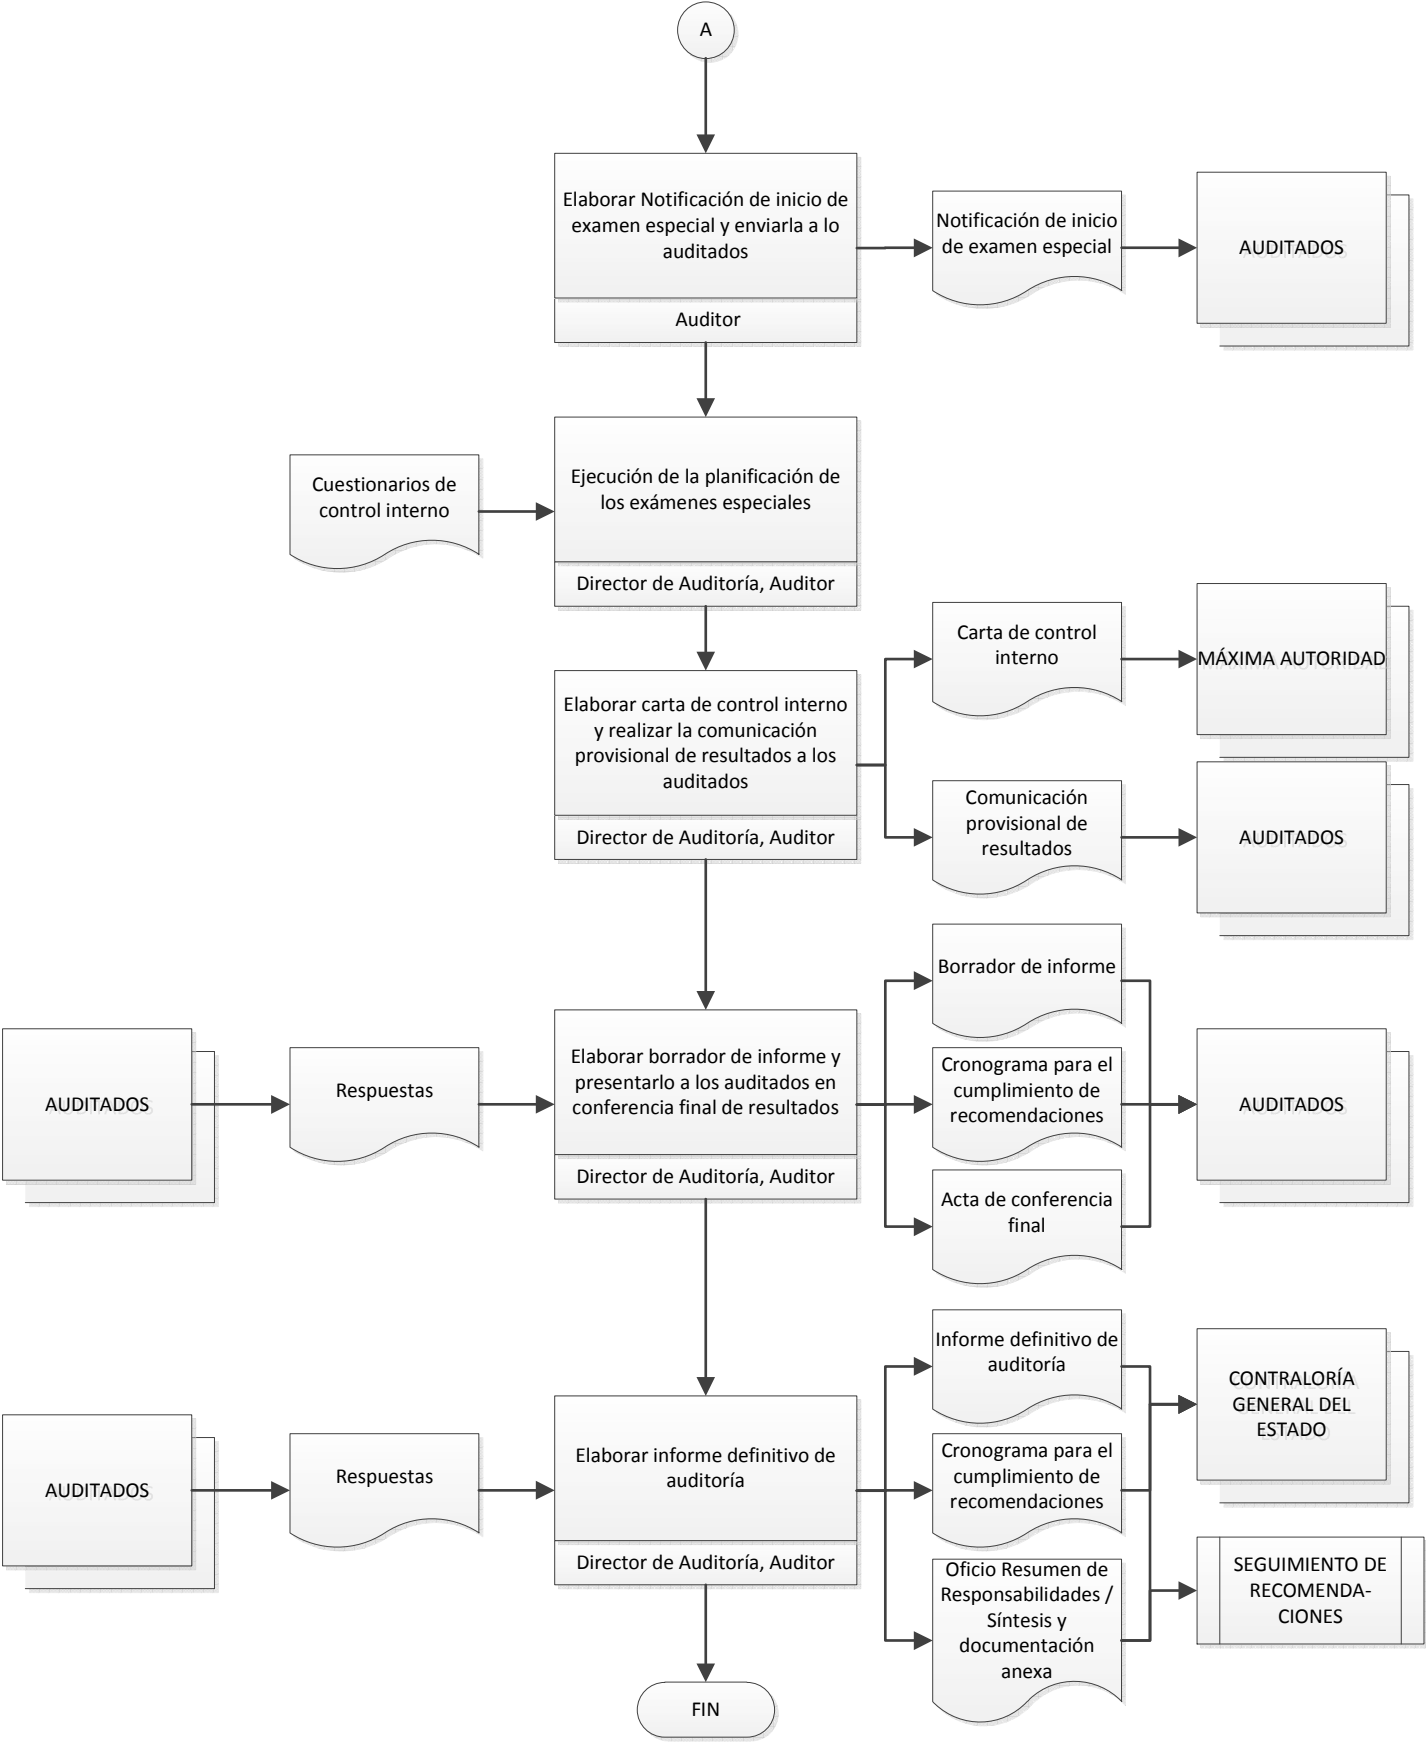 A
Elaborar Notificación de inicio de
examen especial y enviarla a lo
auditados
Auditor
Notificación de inicio
de examen especial
AUDITADOS
Cuestionarios de
control interno
Ejecución de la planificación de
los exámenes especiales
Director de Auditoría, Auditor
Elaborar carta de control interno
y realizar la comunicación
provisional de resultados a los
auditados
Director de Auditoría, Auditor
Carta de control
interno
MÁXIMA AUTORIDAD
Comunicación
provisional de
resultados
AUDITADOS
AUDITADOS
Respuestas
Elaborar borrador de informe y
presentarlo a los auditados en
conferencia final de resultados
Director de Auditoría, Auditor
Borrador de informe
Cronograma para el
cumplimiento de
recomendaciones
Acta de conferencia
final
AUDITADOS
AUDITADOS
Respuestas
Elaborar informe definitivo de
auditoría
Director de Auditoría, Auditor
Informe definitivo de
auditoría
Cronograma para el
cumplimiento de
recomendaciones
Oficio Resumen de
Responsabilidades /
Síntesis y
documentación
anexa
CONTRALORÍA
GENERAL DEL
ESTADO
SEGUIMIENTO DE
RECOMENDA-
CIONES
FIN